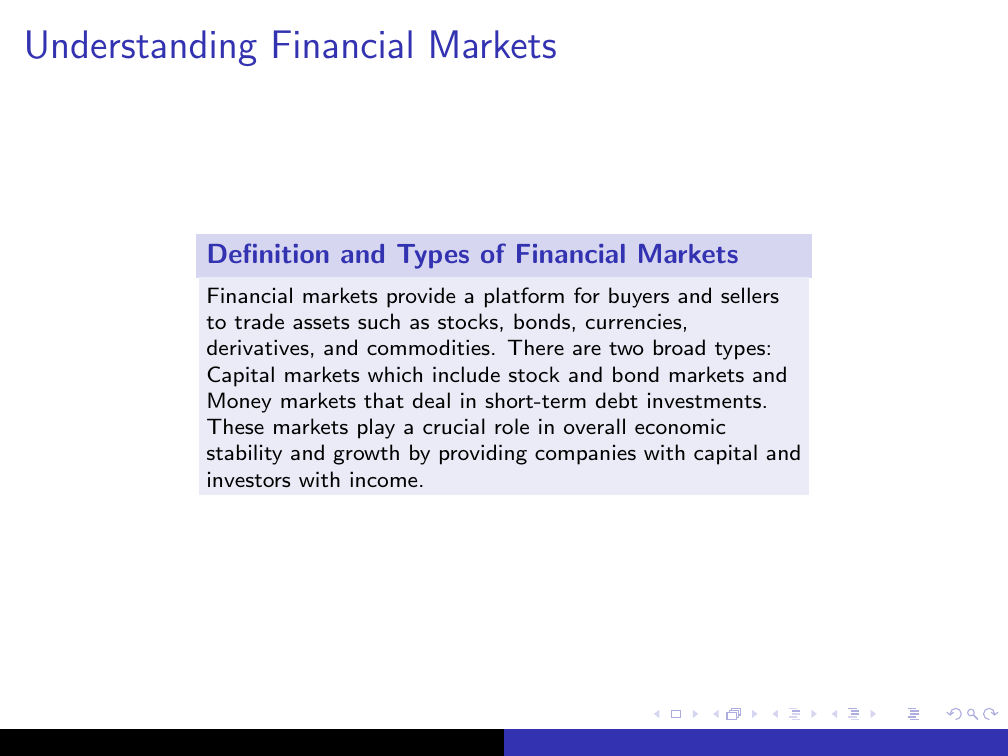 Understanding Financial Markets
Definition and Types of Financial Markets
Financial markets provide a platform for buyers and sellers
to trade assets such as stocks, bonds, currencies,
derivatives, and commodities. There are two broad types:
Capital markets which include stock and bond markets and
Money markets that deal in short-term debt investments.
These markets play a crucial role in overall economic
stability and growth by providing companies with capital and
investors with income.